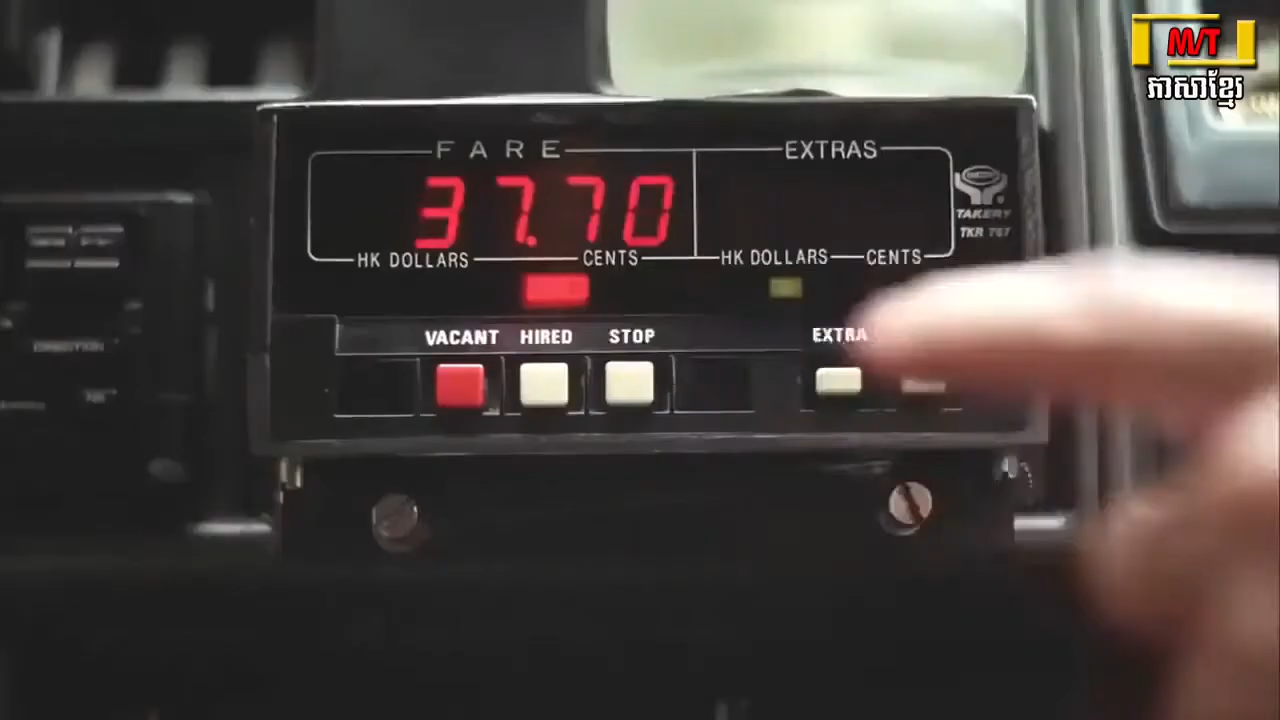 M/T
ភាសាខ្មែរ
FARE
EXTRAS
37.70
TAKERY
TKR 767
HK DOLLARS
CENTS
HK DOLLARS
CENTS
VACANT
HIRED
STOP
EXTRA